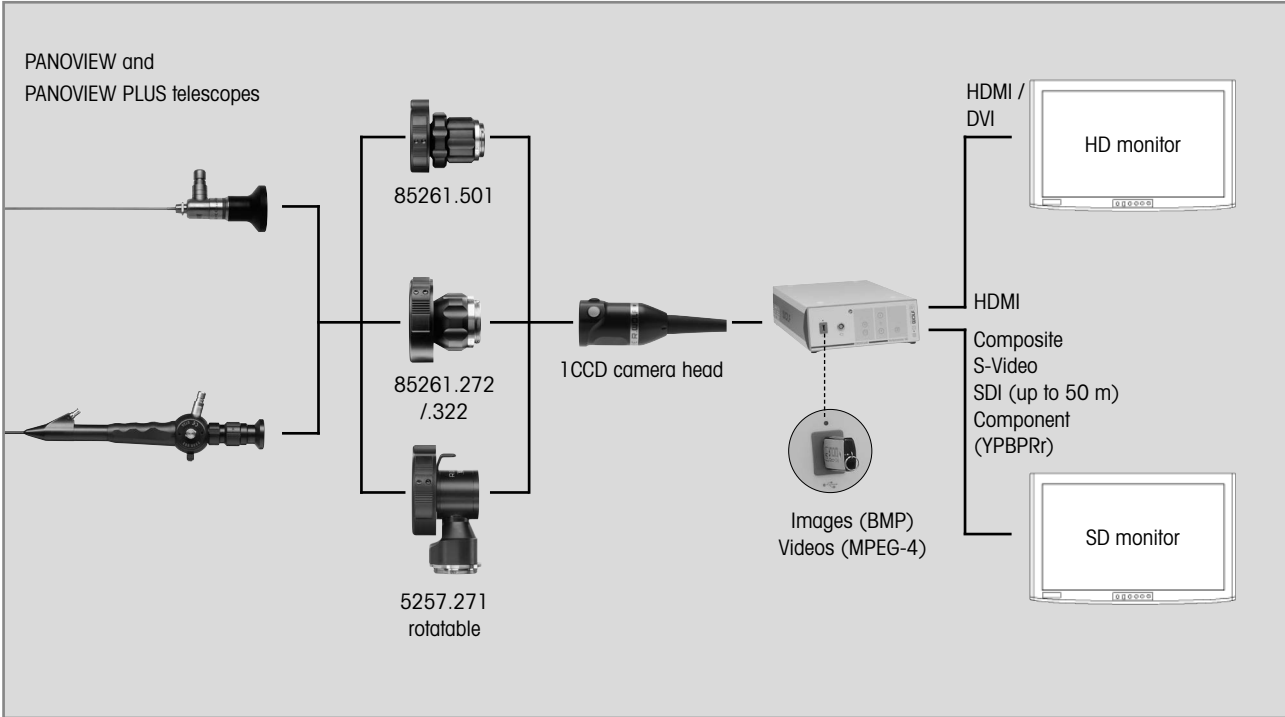 PANOVIEW and
PANOVIEW PLUS telescopes
85261.501
85261.272
/.322
5257.271
rotatable
1CCD camera head
Images (BMP)
Videos (MPEG-4)
HDMI /
DVI
HD monitor
HDMI
Composite
S-Video
SDI (up to 50 m)
Component
(YPBPRr)
SD monitor